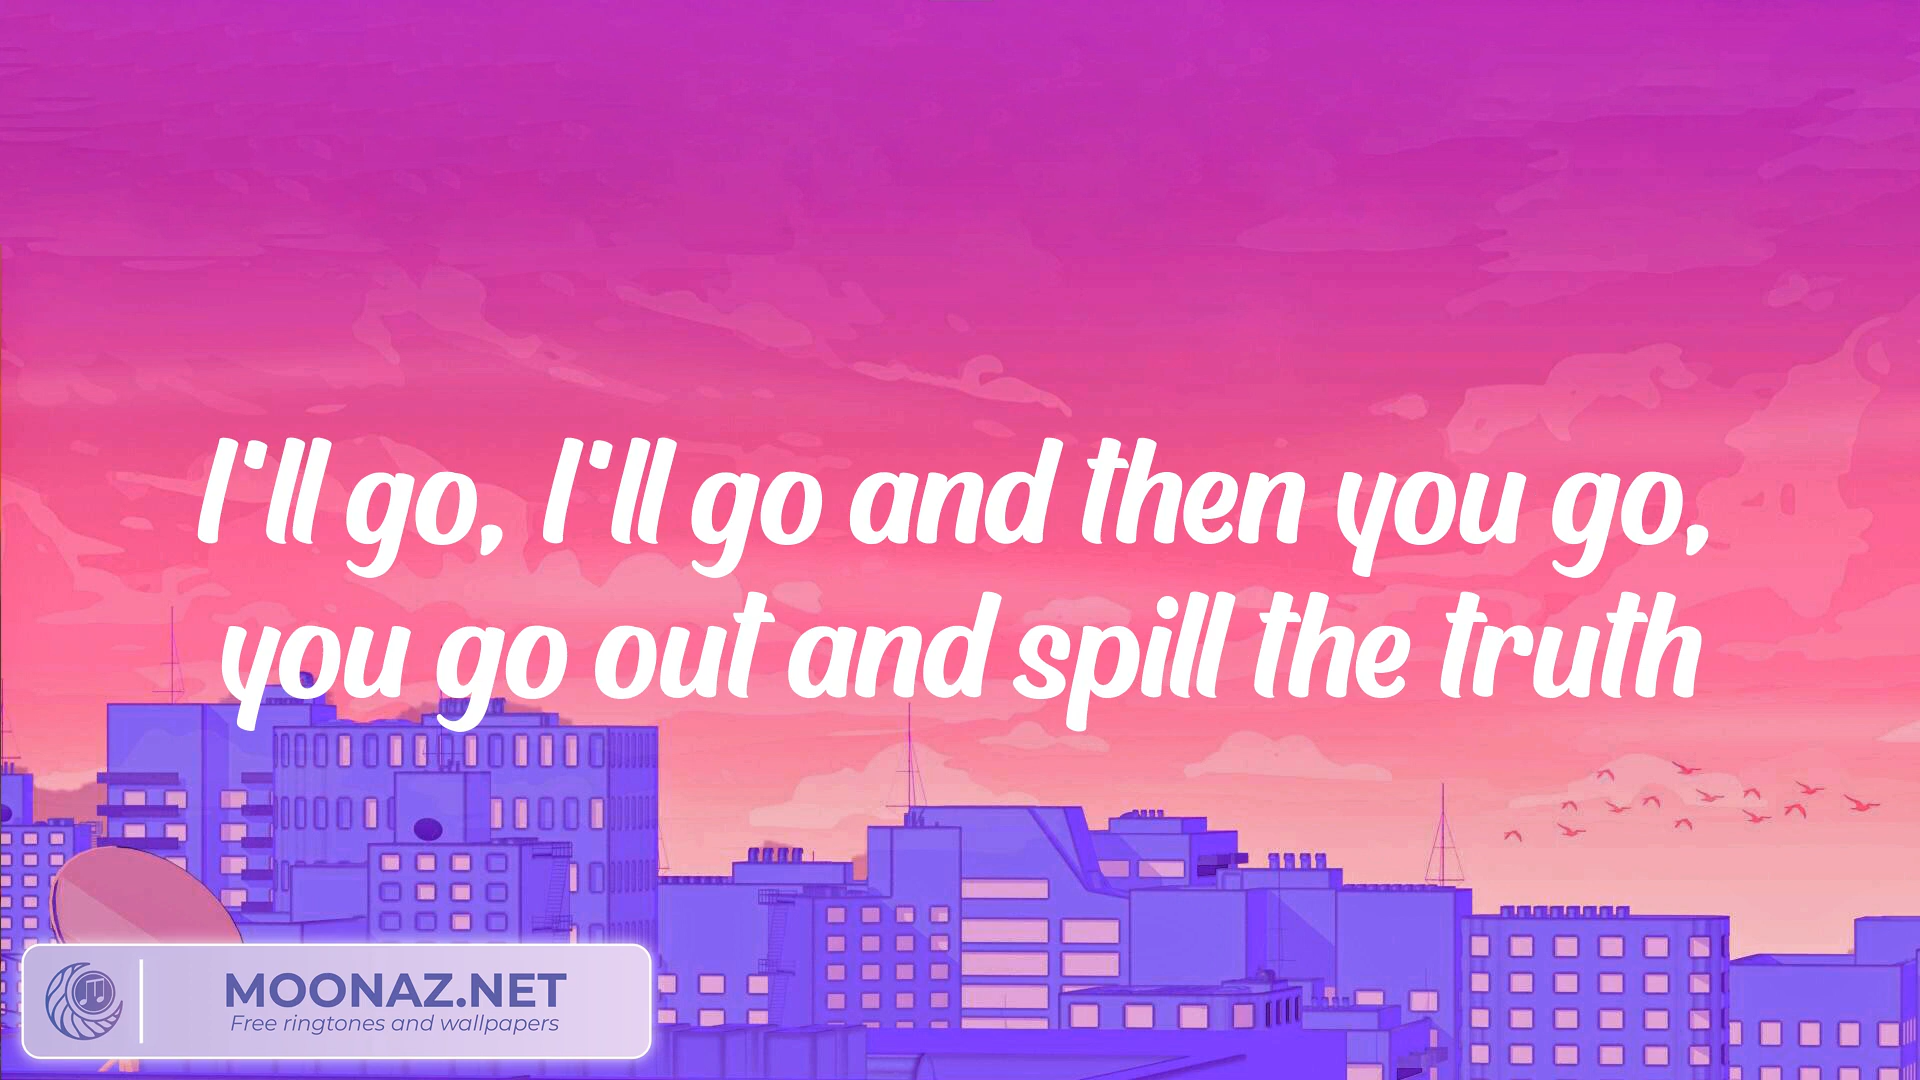 I'll go, I'll go and then you go,
you go out and spill the truth
MOONAZ.NET
Free ringtones and wallpapers